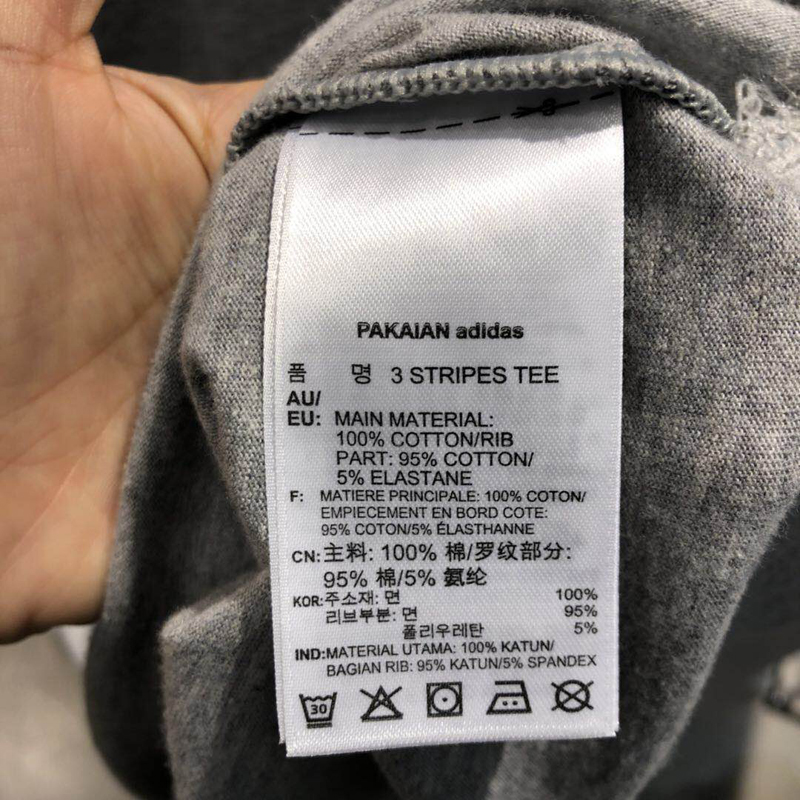 PAKAIAN adidas
품 명 3 STRIPES TEE
AU/
EU: MAIN MATERIAL:
100% COTTON/RIB
PART: 95% COTTON/
5% ELASTANE
F: MATIERE PRINCIPALE: 100% COTON/
EMPIECEMENT EN BORD COTE:
95% COTON/5% ÉLASTHANNE
CN: 主料: 100% 棉/罗纹部分:
95% 棉/5% 氨纶
KOR: 주소재: 면 100%
리브부분: 면 95%
폴리우레탄 5%
IND: MATERIAL UTAMA: 100% KATUN/
BAGIAN RIB: 95% KATUN/5% SPANDEX
30